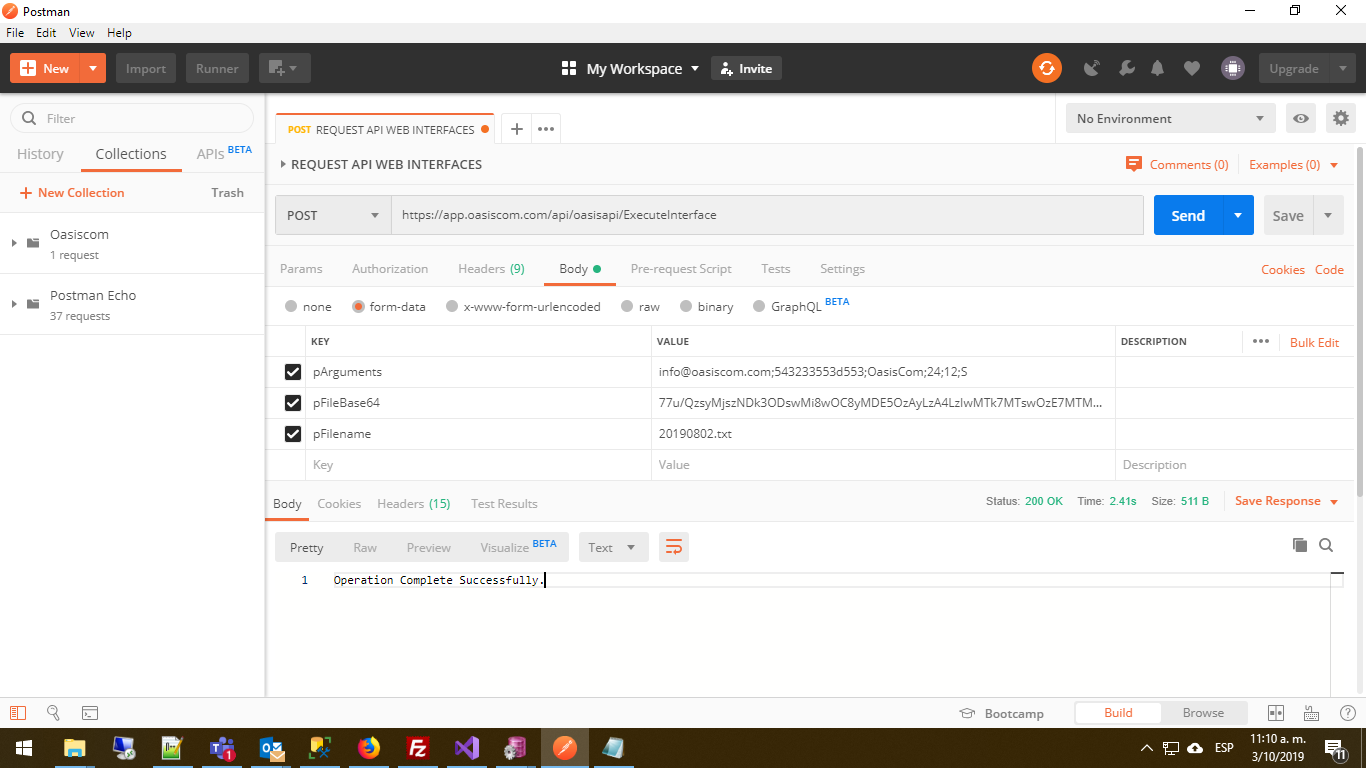 Postman
File Edit View Help
New Import Runner My Workspace Invite Upgrade
Filter
History Collections APIs BETA
New Collection Trash
Oasiscom
1 request
Postman Echo
37 requests
POST REQUEST API WEB INTERFACES
No Environment
REQUEST API WEB INTERFACES Comments (0) Examples (0)
POST https://app.oasiscom.com/api/oasisapi/ExecuteInterface Send Save
Params Authorization Headers (9) Body Pre-request Script Tests Settings Cookies Code
none form-data x-www-form-urlencoded raw binary GraphQL BETA
KEY VALUE DESCRIPTION Bulk Edit
pArguments info@oasiscom.com;543233553d553;OasisCom;24;12;S
pFileBase64 77u/QzsyMjszNDk3ODswMi8wOC8yMDE5OzAyLzA4LzIwMTk7MTswOzE7MTM...
pFilename 20190802.txt
Key Value Description
Body Cookies Headers (15) Test Results Status: 200 OK Time: 2.41s Size: 511 B Save Response
Pretty Raw Preview Visualize BETA Text
1 Operation Complete Successfully.
Bootcamp Build Browse
1 ESP 11:10 a. m.
3/10/2019 11